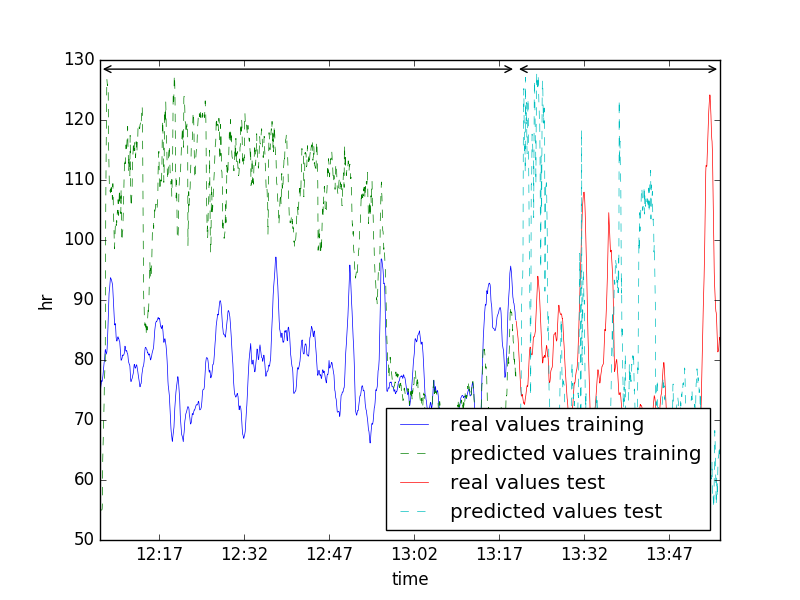 130
120
110
100
90
80
70
60
50
hr
real values training
predicted values training
real values test
predicted values test
12:17 12:32 12:47 13:02 13:17 13:32 13:47
time